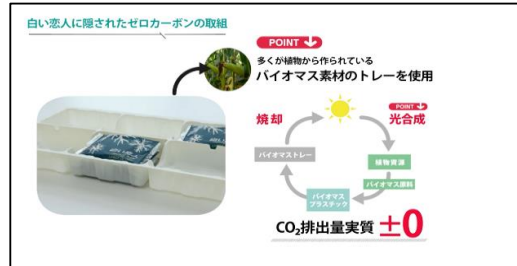 白い恋人に隠されたゼロカーボンの取組
POINT
多くが植物から作られている
バイオマス素材のトレーを使用
焼却
POINT
光合成
バイオマストレー
植物資源
バイオマス原料
バイオマス
プラスチック
CO₂排出量実質 ±0